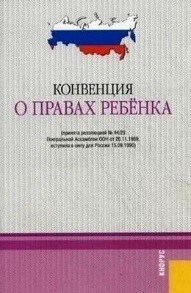 КОНВЕНЦИЯ
О ПРАВАХ РЕБЁНКА
(принята резолюцией № 44/25
Генеральной Ассамблеи ООН от 20.11.1989,
вступила в силу для России 15.09.1990)
КНОРУС